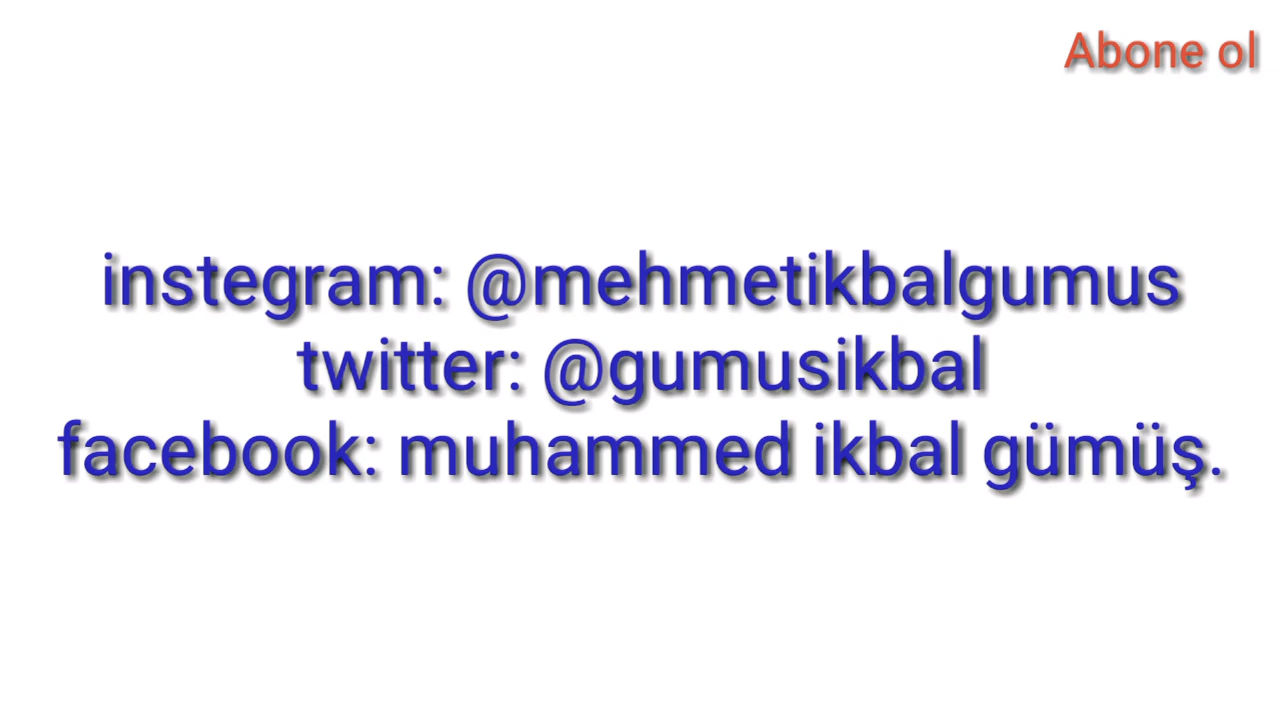 Abone ol
instegram: @mehmetikbalgumus
twitter: @gumusikbal
facebook: muhammed ikbal gümüş.